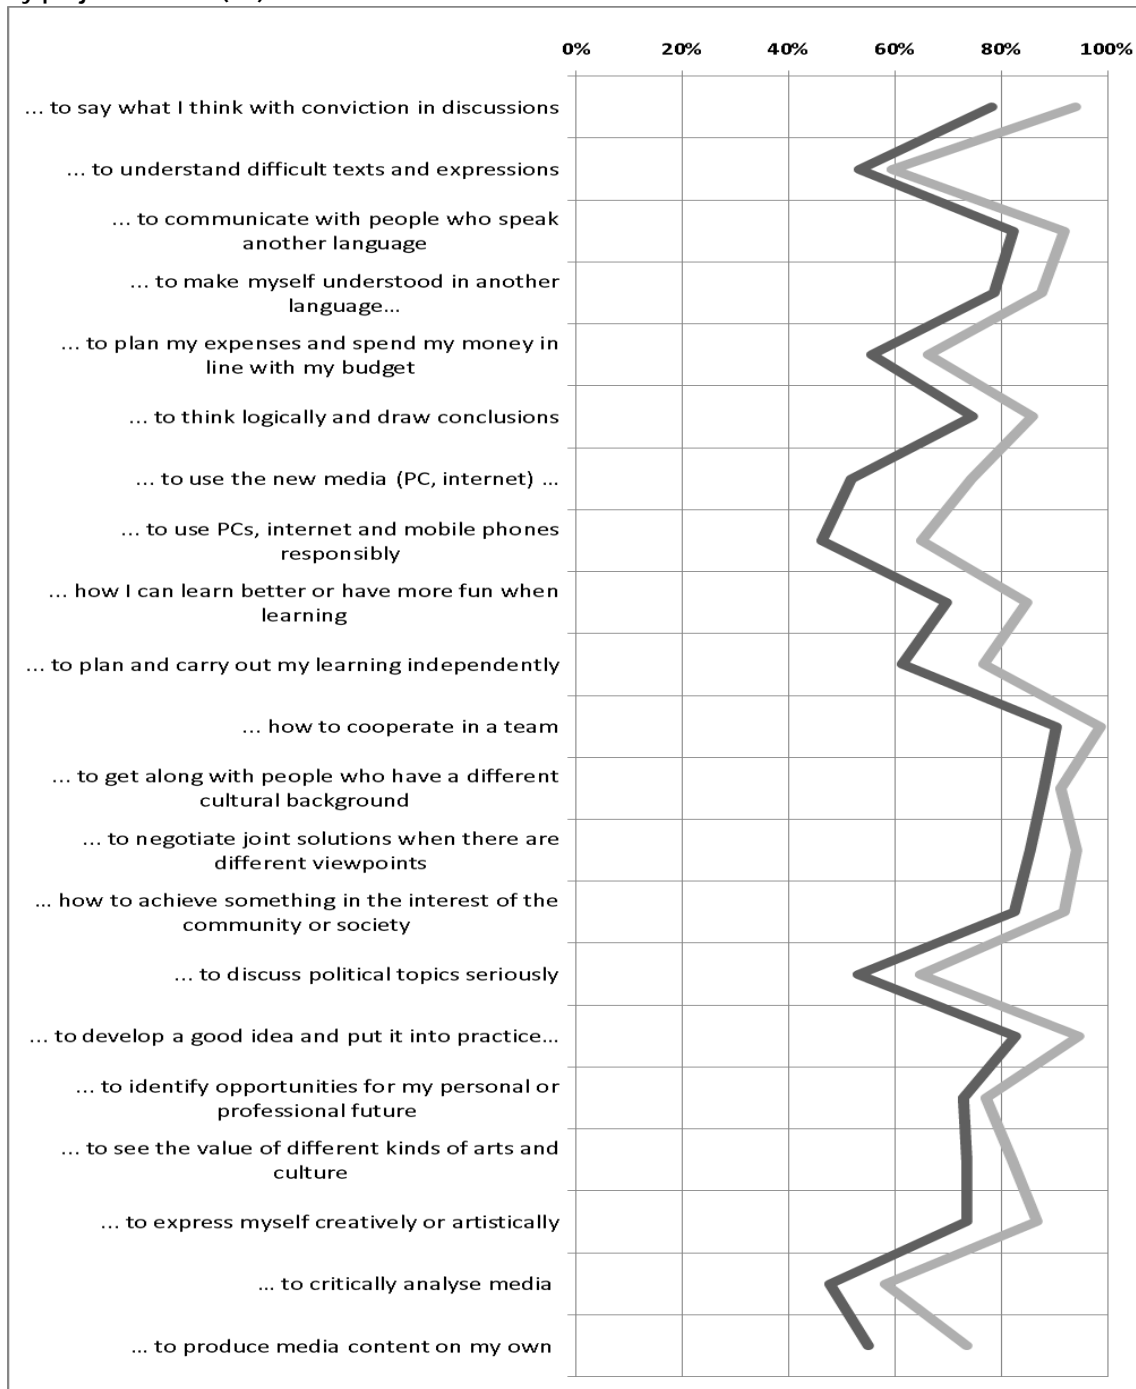 0% 20% 40% 60% 80% 100%
... to say what I think with conviction in discussions
... to understand difficult texts and expressions
... to communicate with people who speak
another language
... to make myself understood in another
language...
... to plan my expenses and spend my money in
line with my budget
... to think logically and draw conclusions
... to use the new media (PC, internet) ...
... to use PCs, internet and mobile phones
responsibly
... how I can learn better or have more fun when
learning
... to plan and carry out my learning independently
... how to cooperate in a team
... to get along with people who have a different
cultural background
... to negotiate joint solutions when there are
different viewpoints
... how to achieve something in the interest of the
community or society
... to discuss political topics seriously
... to develop a good idea and put it into practice...
... to identify opportunities for my personal or
professional future
... to see the value of different kinds of arts and
culture
... to express myself creatively or artistically
... to critically analyse media
... to produce media content on my own